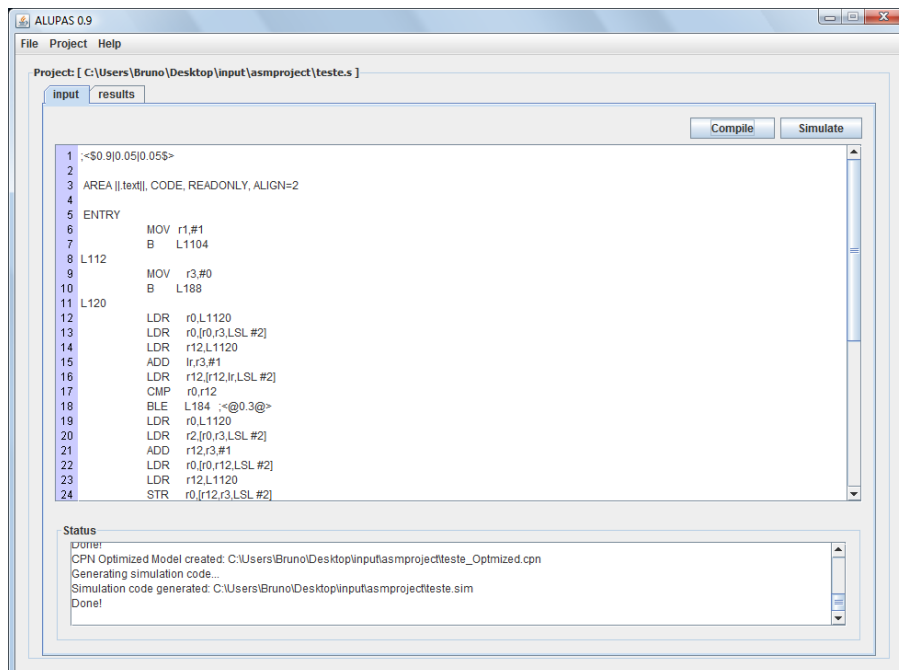 ALUPAS 0.9
File Project Help
Project: [ C:\Users\Bruno\Desktop\input\asmproject\teste.s ]
input results
Compile Simulate
1 ;<$0.9|0.05|0.05$>
2
3 AREA ||.text||, CODE, READONLY, ALIGN=2
4
5 ENTRY
6 MOV r1,#1
7 B L1104
8 L112
9 MOV r3,#0
10 B L188
11 L120
12 LDR r0,L1120
13 LDR r0,[r0,r3,LSL #2]
14 LDR r12,L1120
15 ADD lr,r3,#1
16 LDR r12,[r12,lr,LSL #2]
17 CMP r0,r12
18 BLE L184 ;<@0.3@>
19 LDR r0,L1120
20 LDR r2,[r0,r3,LSL #2]
21 ADD r12,r3,#1
22 LDR r0,[r0,r12,LSL #2]
23 LDR r12,L1120
24 STR r0,[r12,r3,LSL #2]
Status
Done!
CPN Optimized Model created: C:\Users\Bruno\Desktop\input\asmproject\teste_Optmized.cpn
Generating simulation code...
Simulation code generated: C:\Users\Bruno\Desktop\input\asmproject\teste.sim
Done!